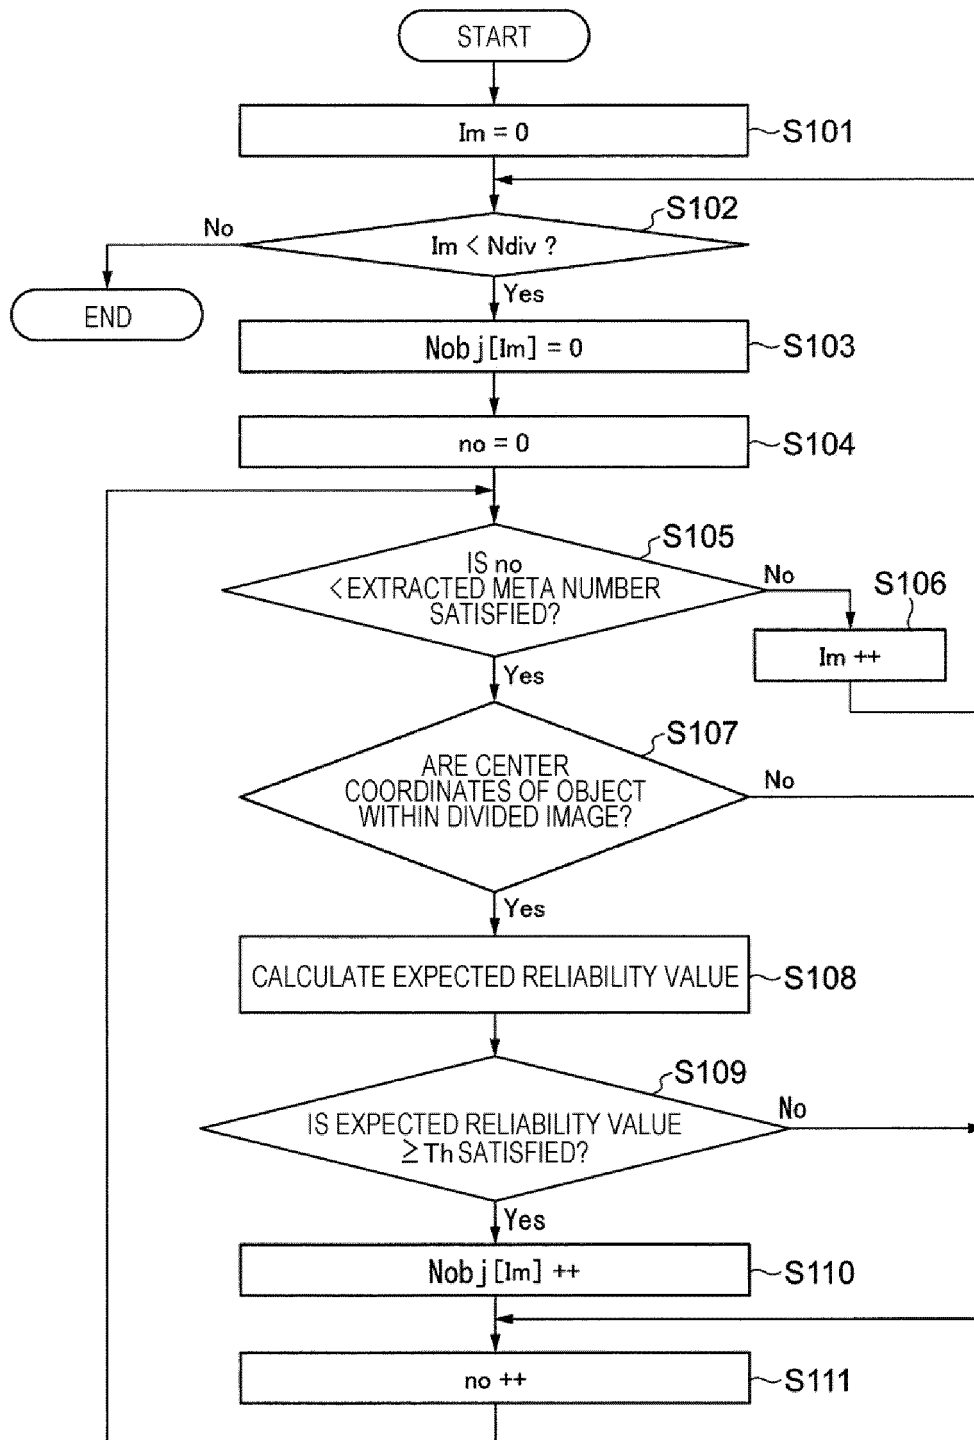 START
Im = 0
S101
S102
No
Im < Ndiv ?
Yes
END
Nobj[Im] = 0
S103
no = 0
S104
S105
IS no
< EXTRACTED META NUMBER
SATISFIED?
No
S106
Im ++
Yes
S107
ARE CENTER
COORDINATES OF OBJECT
WITHIN DIVIDED IMAGE?
No
Yes
CALCULATE EXPECTED RELIABILITY VALUE
S108
S109
IS EXPECTED RELIABILITY VALUE
≥Th SATISFIED?
No
Yes
Nobj[Im] ++
S110
no ++
S111